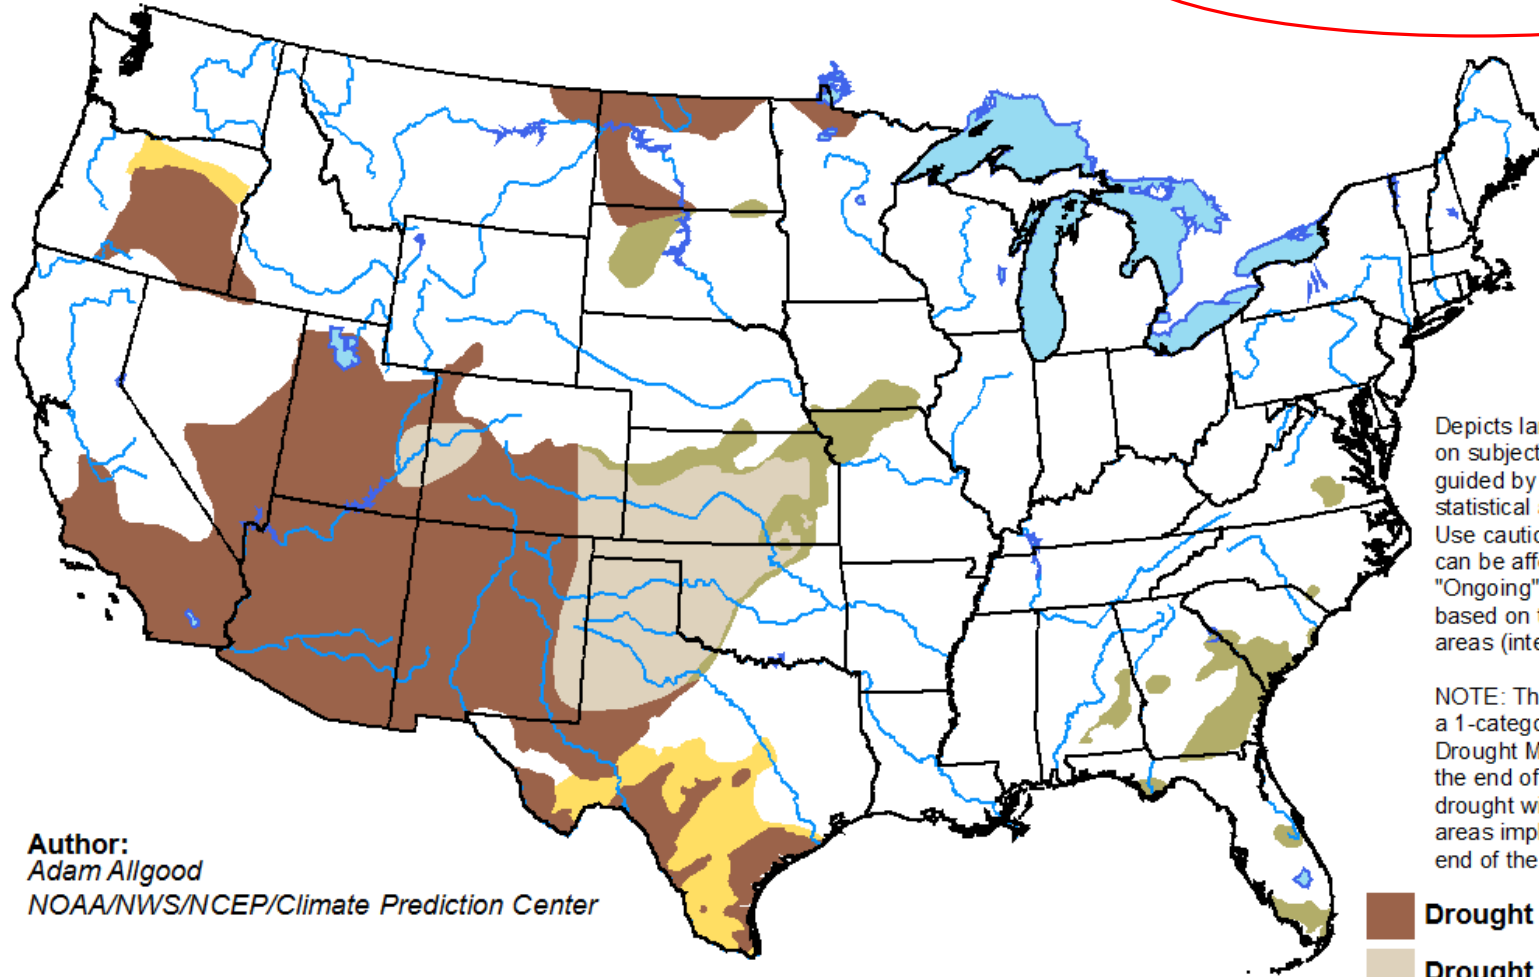 Depicts la
on subject
guided by
statistical
Use cautio
can be affe
"Ongoing"
based on t
areas (inte
NOTE: Th
a 1-catego
Drought M
the end of
drought wi
areas impl
end of the
Author:
Adam Allgood
NOAA/NWS/NCEP/Climate Prediction Center
Drought
Drought